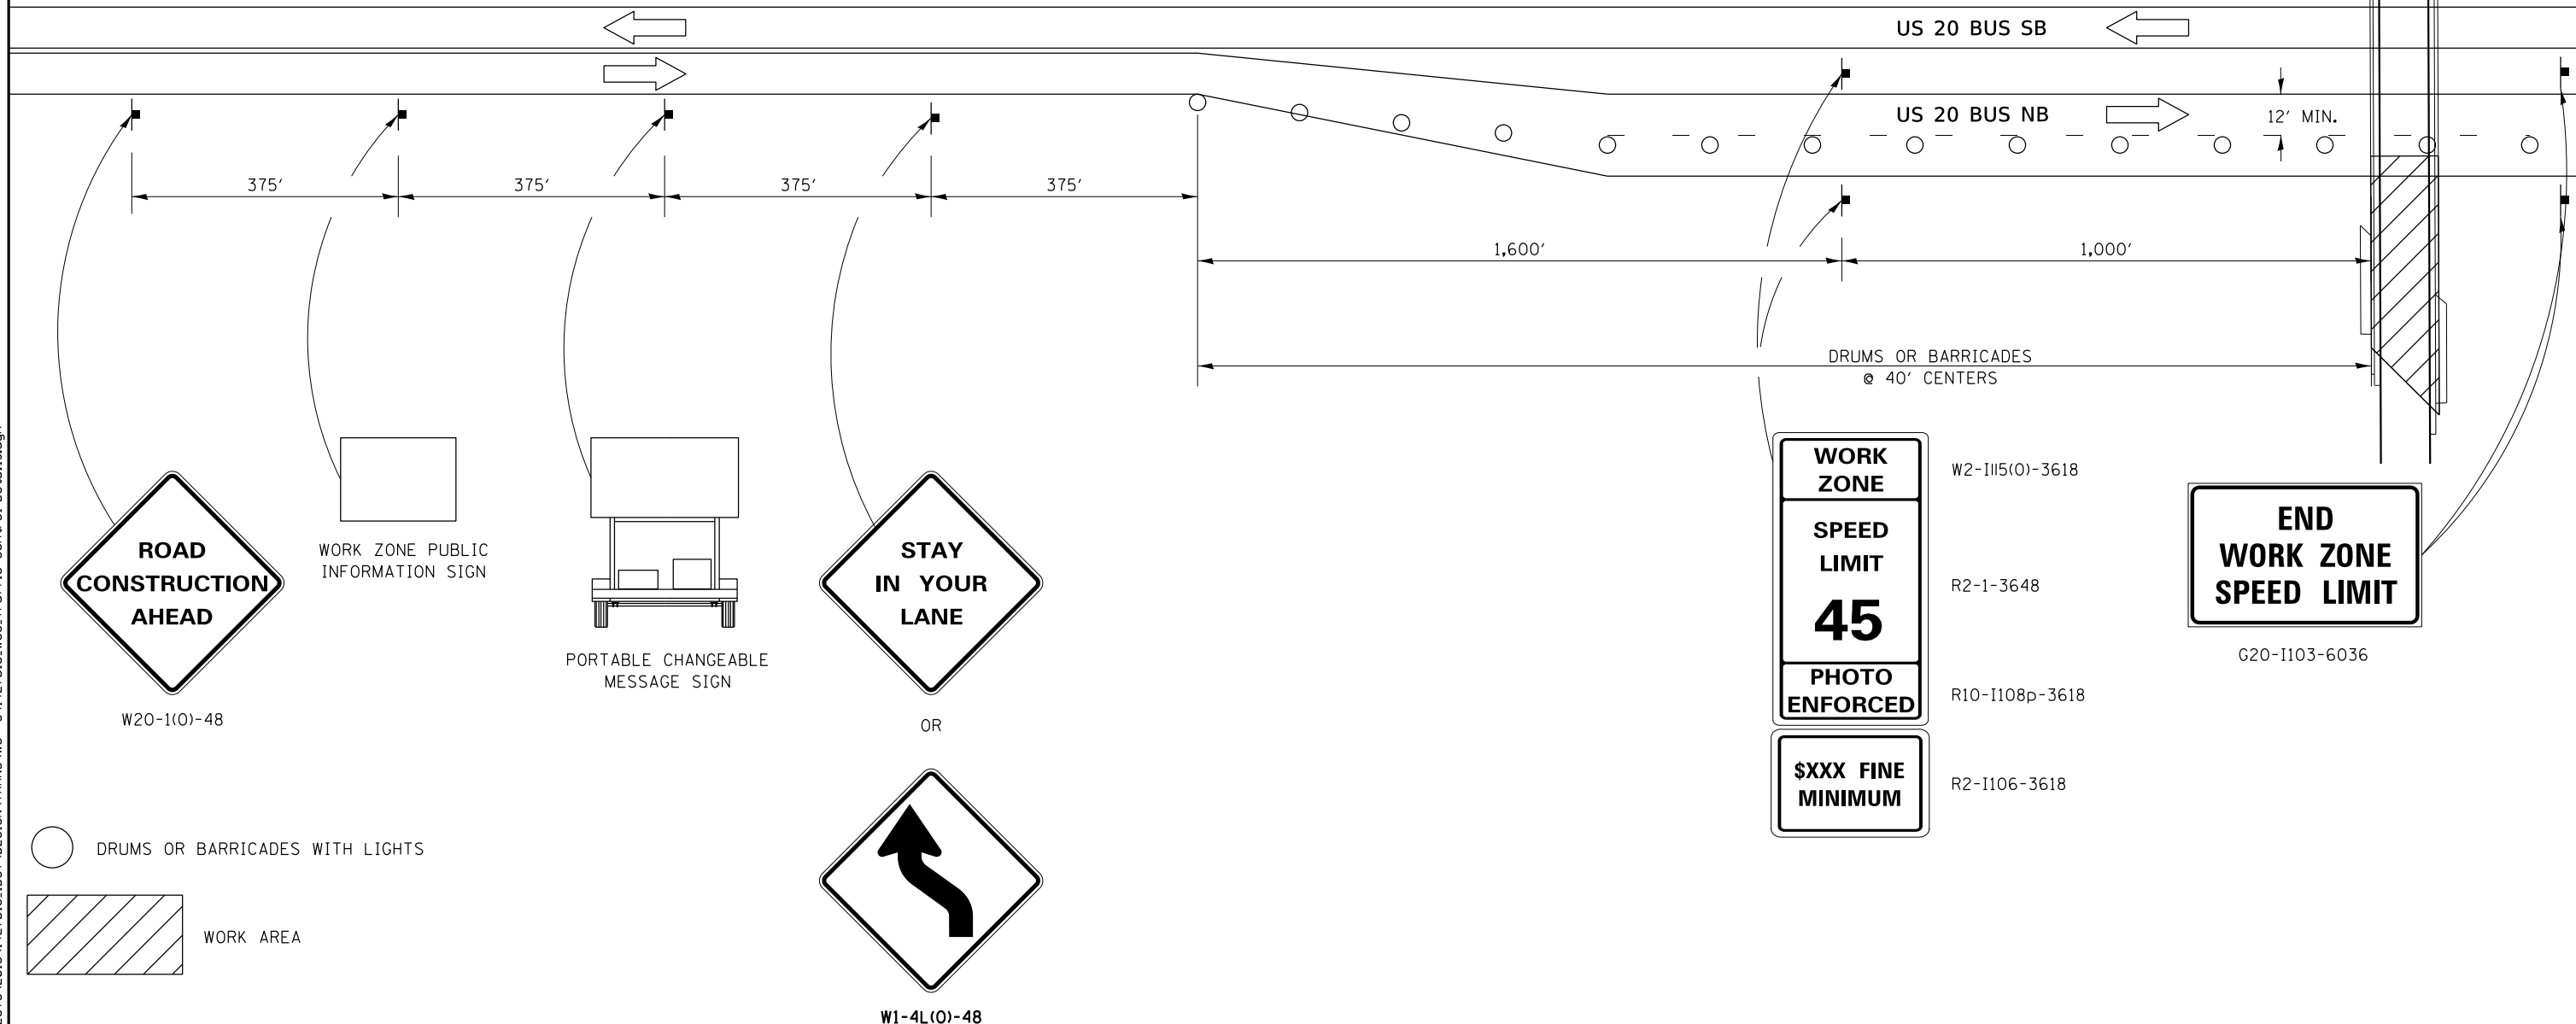 US 20 BUS SB
US 20 BUS NB
12' MIN.
375'
375'
375'
375'
1,600'
1,000'
DRUMS OR BARRICADES
@ 40' CENTERS
ROAD
CONSTRUCTION
AHEAD
W20-1(O)-48
WORK ZONE PUBLIC
INFORMATION SIGN
PORTABLE CHANGEABLE
MESSAGE SIGN
STAY
IN YOUR
LANE
OR
W1-4L(O)-48
WORK
ZONE
SPEED
LIMIT
45
PHOTO
ENFORCED
$XXX FINE
MINIMUM
W2-I115(O)-3618
R2-1-3648
R10-I108p-3618
R2-I106-3618
END
WORK ZONE
SPEED LIMIT
G20-I103-6036
DRUMS OR BARRICADES WITH LIGHTS
WORK AREA